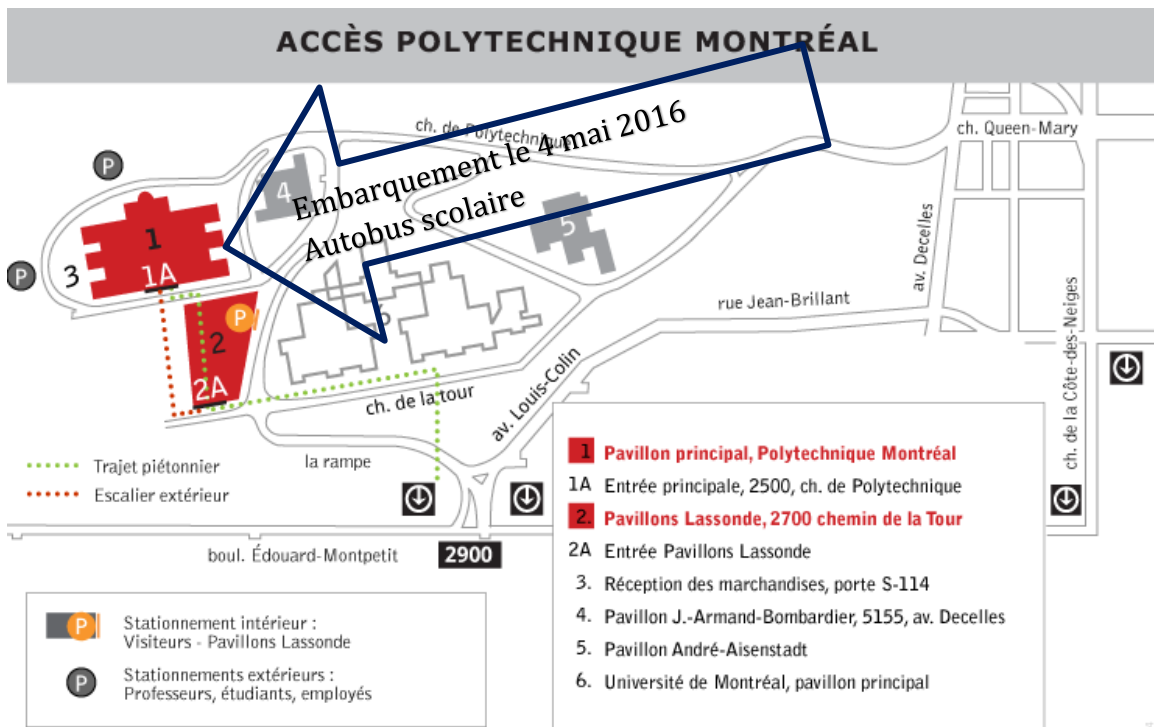 ACCÈS POLYTECHNIQUE MONTRÉAL
ch. de Polytechnique
ch. Queen-Mary
Embarquement le 4 mai 2016
Autobus scolaire
P
4
1
5
3
1A
P
av. Decelles
rue Jean-Brillant
P
6
2
2A
ch. de la Côte-des-Neiges
ch. de la tour
av. Louis-Colin
Trajet piétonnier
la rampe
Escalier extérieur
boul. Édouard-Montpetit
2900
1 Pavillon principal, Polytechnique Montréal
1A Entrée principale, 2500, ch. de Polytechnique
2. Pavillons Lassonde, 2700 chemin de la Tour
2A Entrée Pavillons Lassonde
3. Réception des marchandises, porte S-114
4. Pavillon J.-Armand-Bombardier, 5155, av. Decelles
5. Pavillon André-Aisenstadt
6. Université de Montréal, pavillon principal
P Stationnement intérieur :
Visiteurs - Pavillons Lassonde
P Stationnements extérieurs :
Professeurs, étudiants, employés